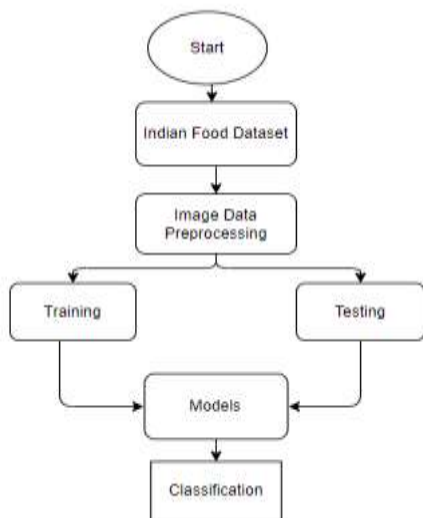 Start
Indian Food Dataset
Image Data
Preprocessing
Training
Testing
Models
Classification